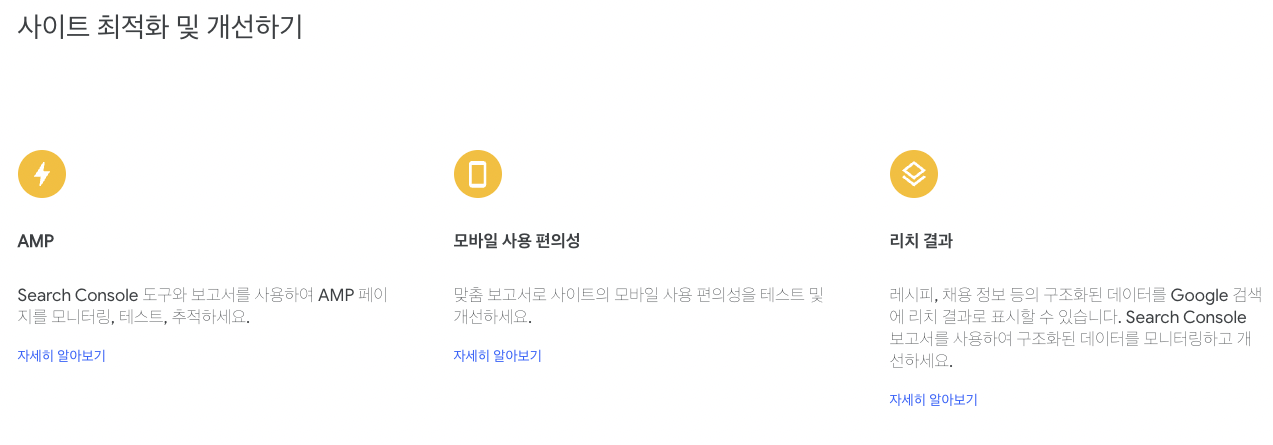 사이트 최적화 및 개선하기
AMP
Search Console 도구와 보고서를 사용하여 AMP 페이
지를 모니터링, 테스트, 추적하세요.
자세히 알아보기
모바일 사용 편의성
맞춤 보고서로 사이트의 모바일 사용 편의성을 테스트 및
개선하세요.
자세히 알아보기
리치 결과
레시피, 채용 정보 등의 구조화된 데이터를 Google 검색
에 리치 결과로 표시할 수 있습니다. Search Console
보고서를 사용하여 구조화된 데이터를 모니터링하고 개
선하세요.
자세히 알아보기